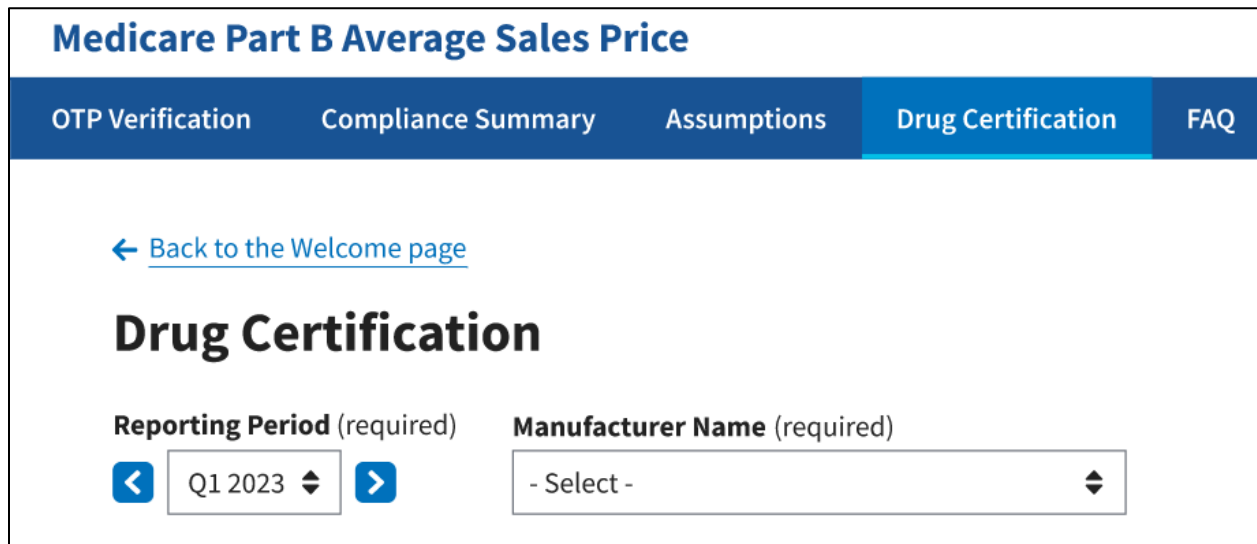 Medicare Part B Average Sales Price
OTP Verification Compliance Summary Assumptions Drug Certification FAQ
Back to the Welcome page
Drug Certification
Reporting Period (required) Manufacturer Name (required)
Q1 2023 - Select -